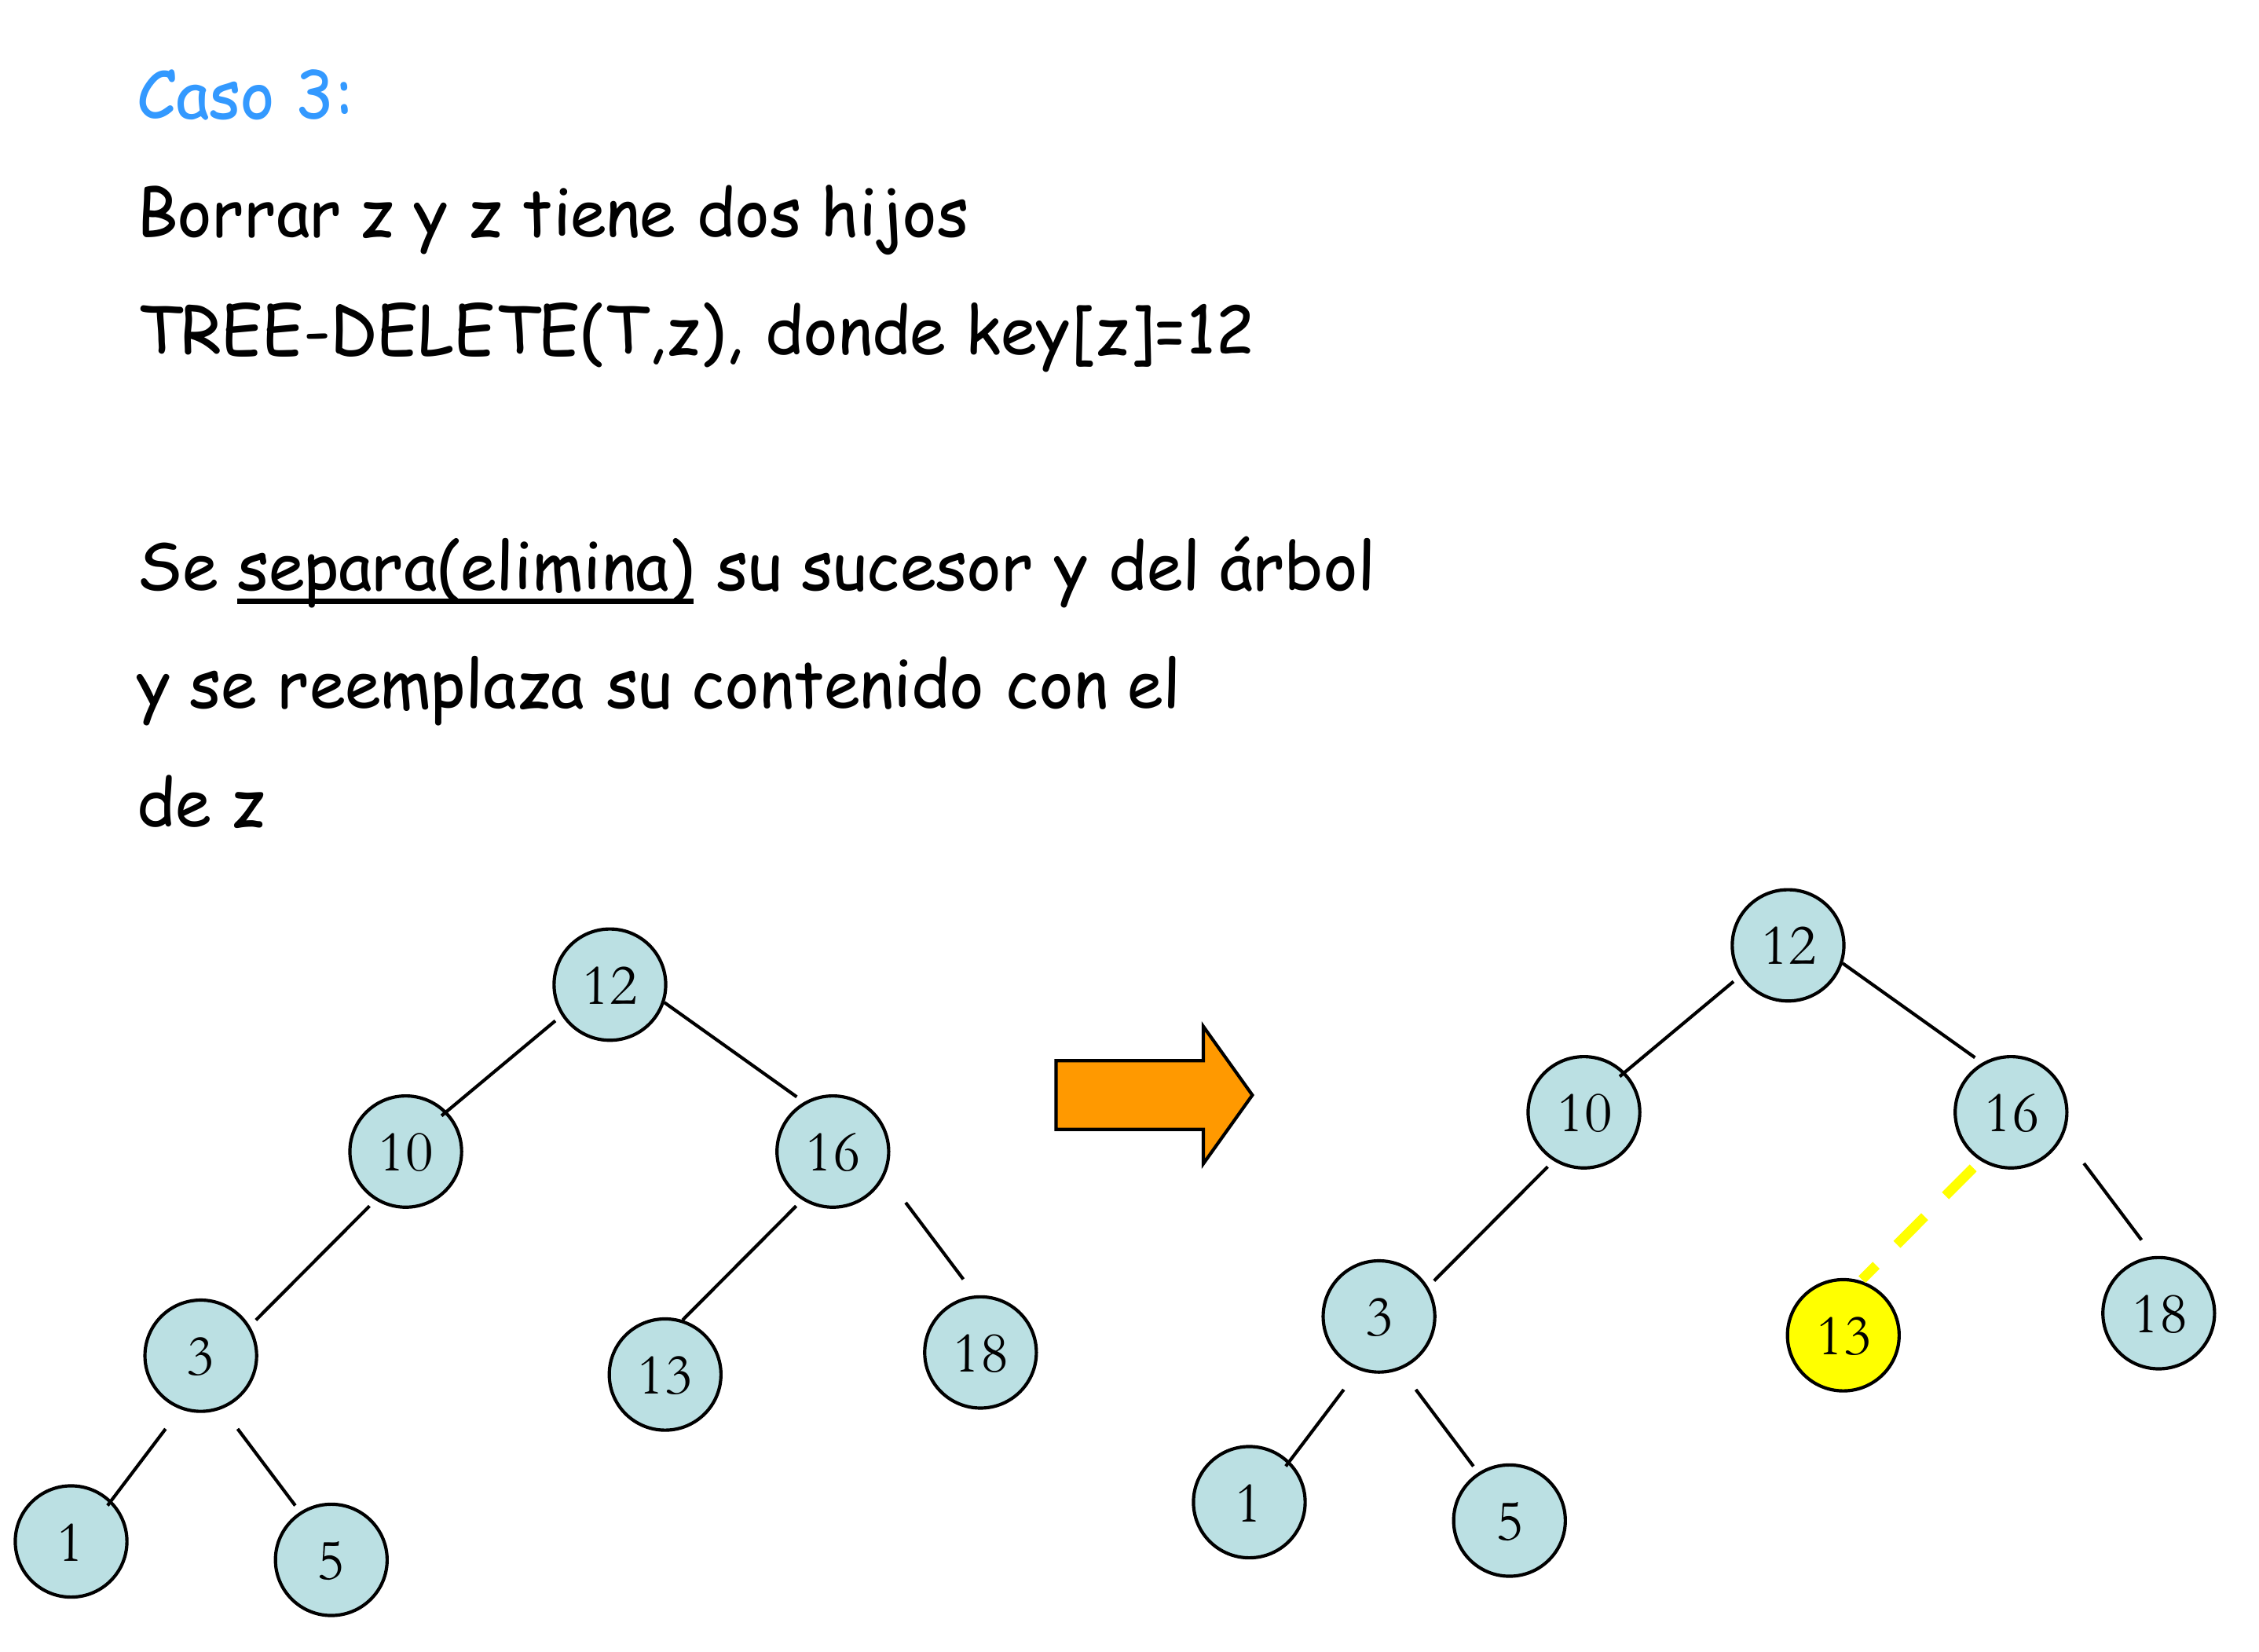 Caso 3:
Borrar z y z tiene dos hijos
TREE-DELETE(T,z), donde key[z]=12
Se separa(elimina) su sucesor y del árbol
y se reemplaza su contenido con el
de z
12
10
16
3
13
18
1
5
12
10
16
3
13
18
1
5